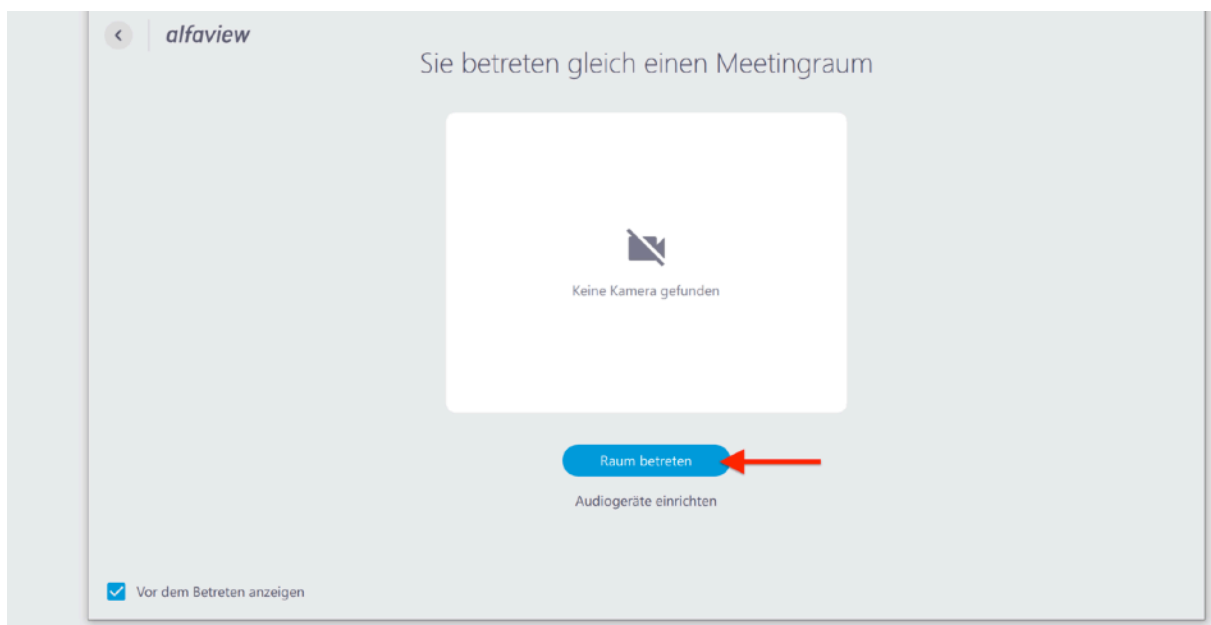 alfaview
Sie betreten gleich einen Meetingraum
Keine Kamera gefunden
Raum betreten
Audiogeräte einrichten
Vor dem Betreten anzeigen